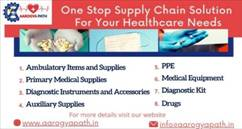 AAROGYA PATH
One Stop Supply Chain Solution
For Your Healthcare Needs
1. Ambulatory Items and Supplies
2. Primary Medical Supplies
3. Diagnostic Instruments and Accessories
4. Auxiliary Supplies
5. PPE
6. Medical Equipment
7. Diagnostic Kit
8. Drugs
For more details visit our website
www.aarogyapath.in
info@aarogyapath.in